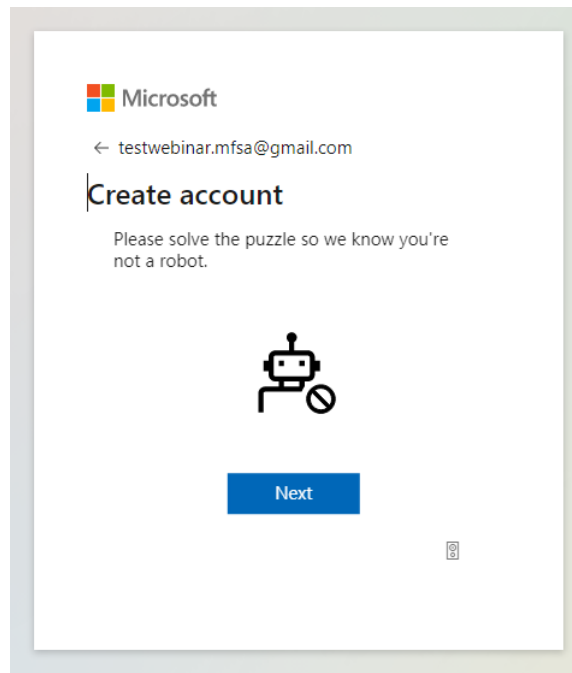 Microsoft
testwebinar.mfsa@gmail.com
Create account
Please solve the puzzle so we know you're
not a robot.
Next